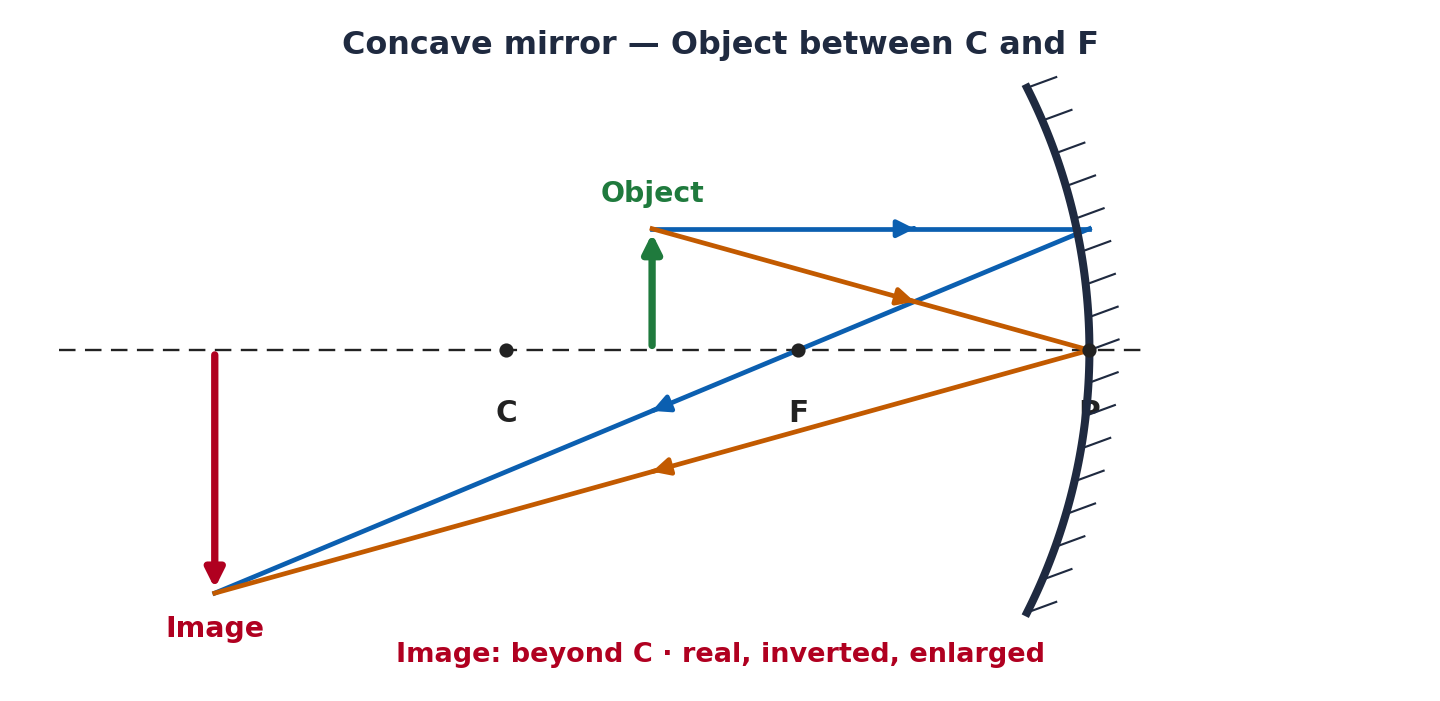 Concave mirror — Object between C and F
Object
C
F
P
Image
Image: beyond C · real, inverted, enlarged